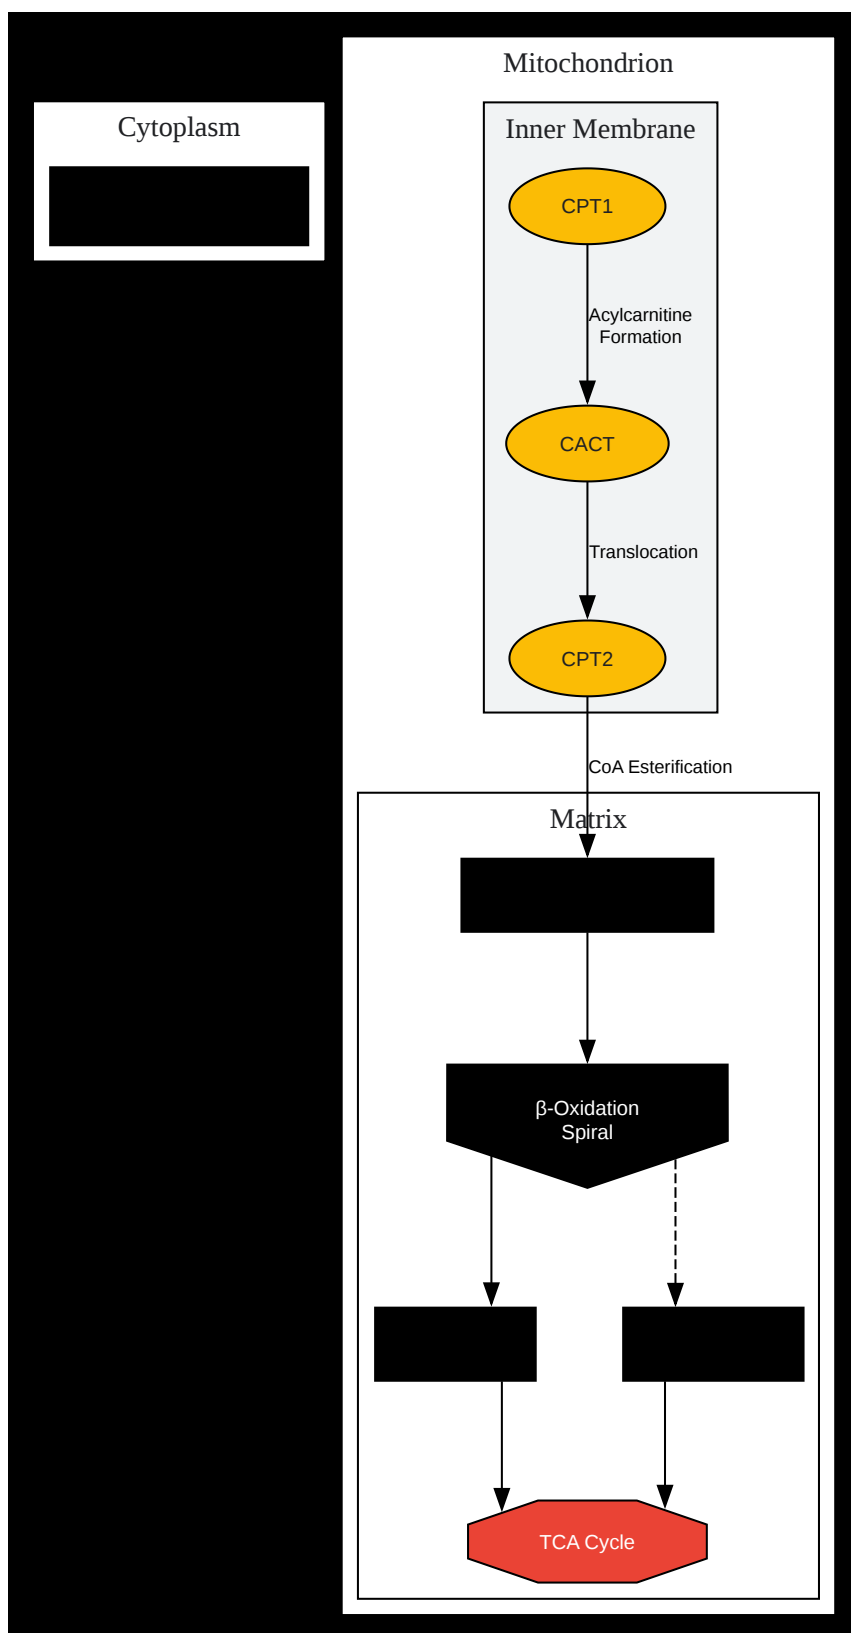 Mitochondrion
Cytoplasm
Inner Membrane
CPT1
Acylcarnitine
Formation
CACT
Translocation
CPT2
CoA Esterification
Matrix
β-Oxidation
Spiral
TCA Cycle